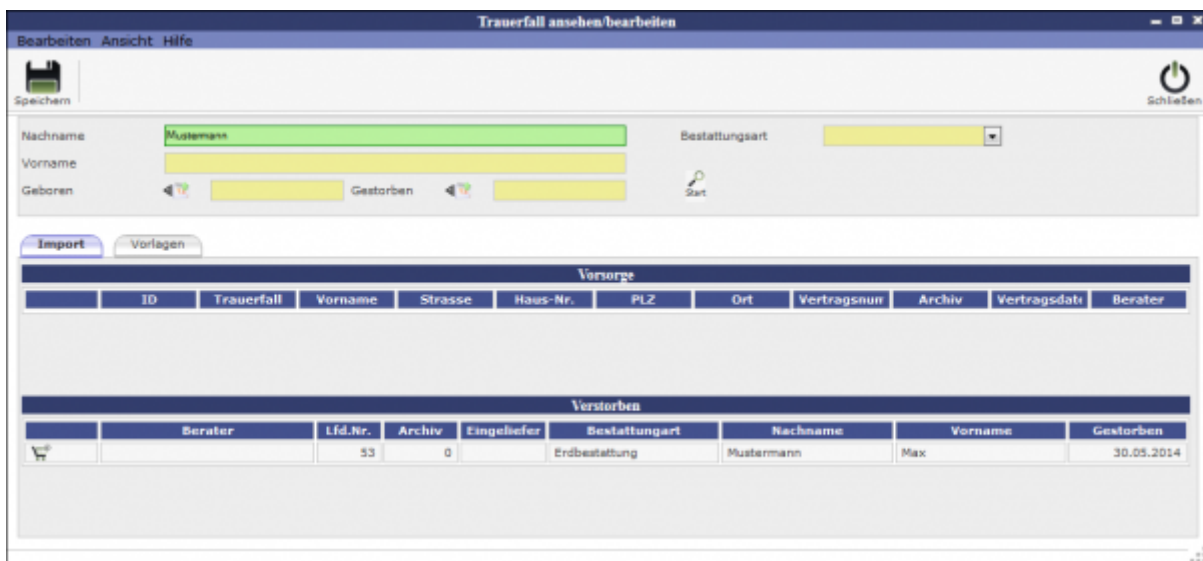 Trauerfall ansehen/bearbeiten
Bearbeiten Ansicht Hilfe
Speichern Schließen
Nachname Mustermann Bestattungsart
Vorname
Geboren Gestorben Start
Import Vorlagen
Vorsorge
ID Trauerfall Vorname Strasse Haus-Nr. PLZ Ort Vertragsnum Archiv Vertragsdat Berater
Verstorben
Berater Lfd.Nr. Archiv Eingeliefer Bestattungart Nachname Vorname Gestorben
53 0 Erdbestattung Mustermann Max 30.05.2014